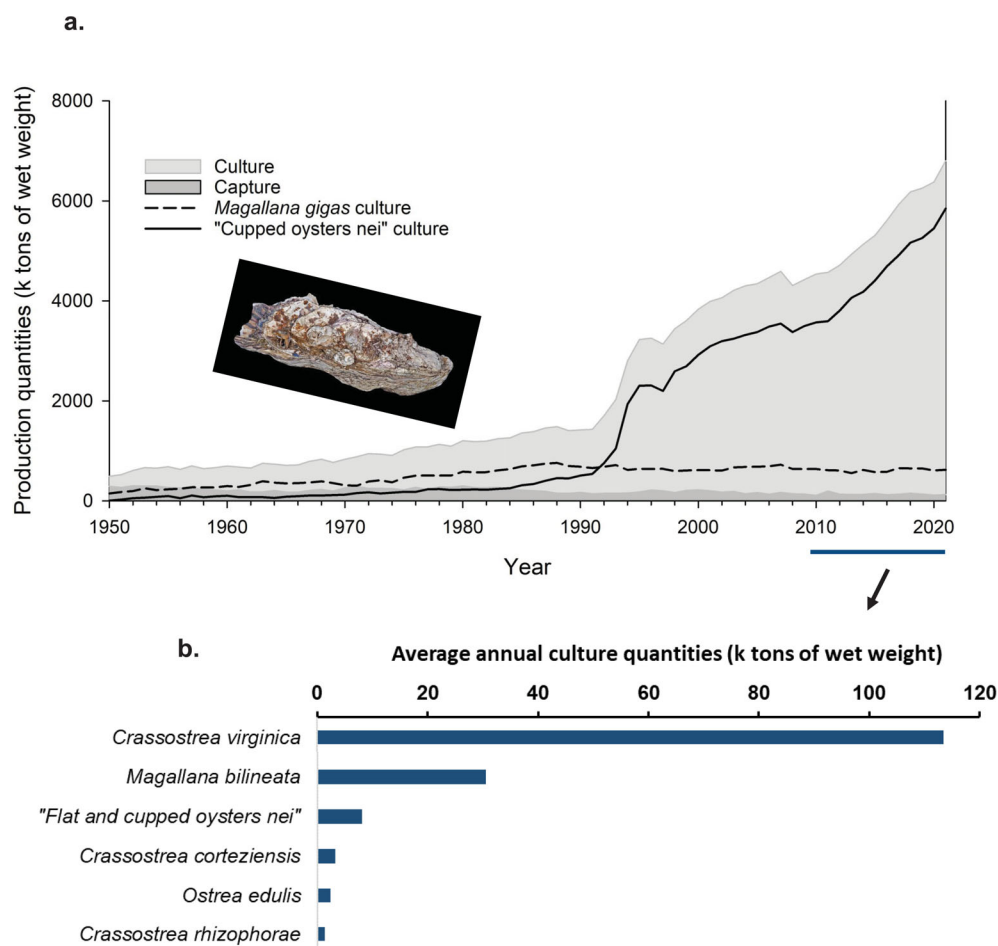 a.
Production quantities (k tons of wet weight)
8000
6000
4000
2000
0
Culture
Capture
Magallana gigas culture
"Cupped oysters nei" culture
1950 1960 1970 1980 1990 2000 2010 2020
Year
b.
Average annual culture quantities (k tons of wet weight)
0 20 40 60 80 100 120
Crassostrea virginica
Magallana bilineata
"Flat and cupped oysters nei"
Crassostrea corteziensis
Ostrea edulis
Crassostrea rhizophorae